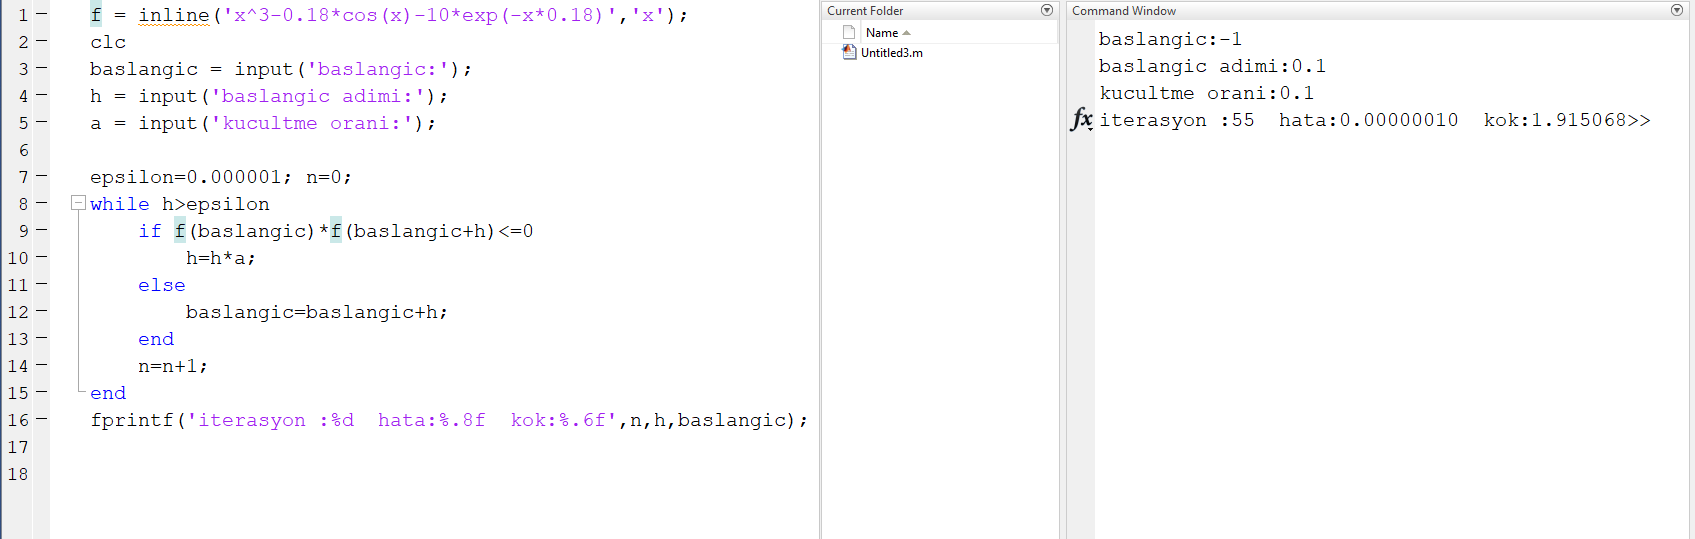 1 f = inline('x^3-0.18*cos(x)-10*exp(-x*0.18)','x');
2 clc
3 baslangic = input('baslangic:');
4 h = input('baslangic adimi:');
5 a = input('kucultme orani:');
6
7 epsilon=0.000001; n=0;
8 while h>epsilon
9 if f(baslangic)*f(baslangic+h)<=0
10 h=h*a;
11 else
12 baslangic=baslangic+h;
13 end
14 n=n+1;
15 end
16 fprintf('iterasyon :%d  hata:%.8f  kok:%.6f',n,h,baslangic);
17
18
Current Folder
Name
Untitled3.m
Command Window
baslangic:-1
baslangic adimi:0.1
kucultme orani:0.1
fx iterasyon :55  hata:0.00000010  kok:1.915068>>